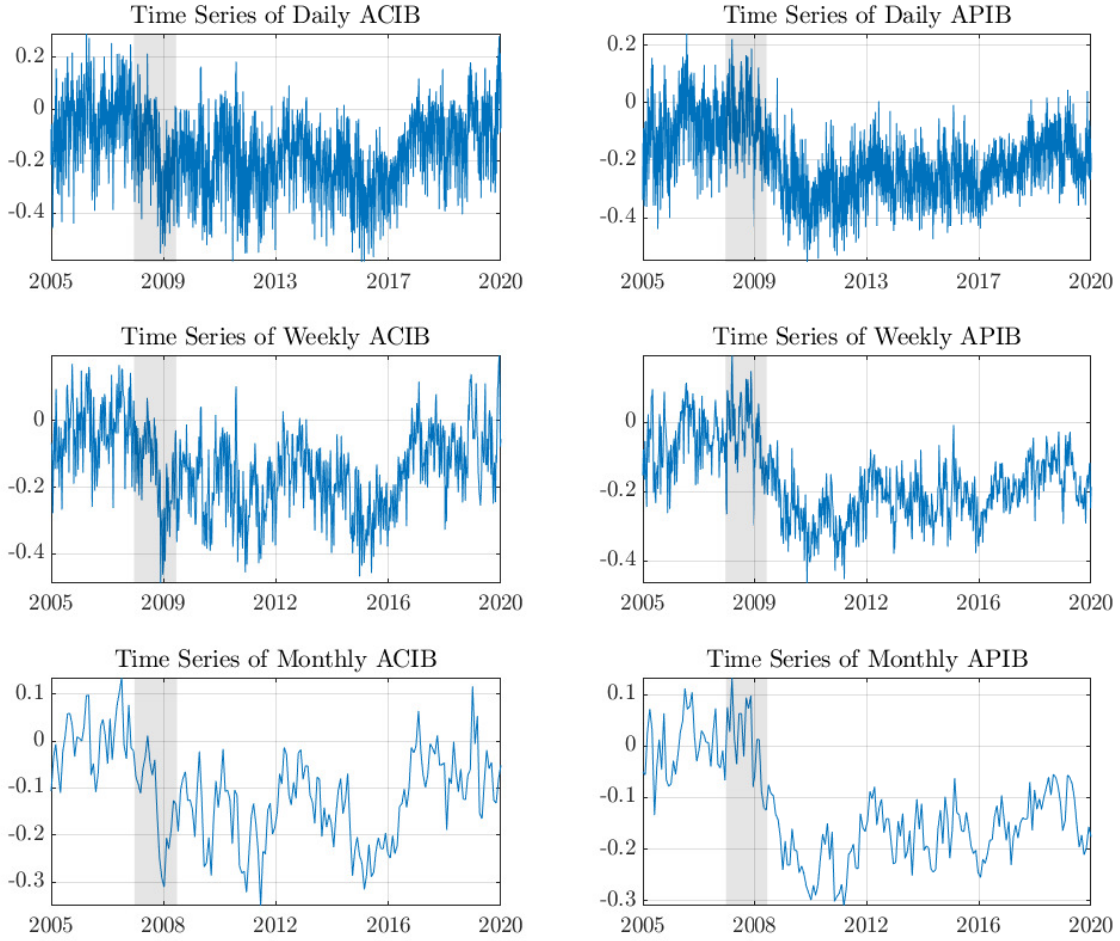 Time Series of Daily ACIB
0.2
0
-0.2
-0.4
2005 2009 2013 2017 2020
Time Series of Daily APIB
0.2
0
-0.2
-0.4
2005 2009 2013 2017 2020
Time Series of Weekly ACIB
0
-0.2
-0.4
2005 2009 2012 2016 2020
Time Series of Weekly APIB
0
-0.2
-0.4
2005 2009 2012 2016 2020
Time Series of Monthly ACIB
0.1
0
-0.1
-0.2
-0.3
2005 2008 2012 2016 2020
Time Series of Monthly APIB
0.1
0
-0.1
-0.2
-0.3
2005 2009 2012 2016 2020